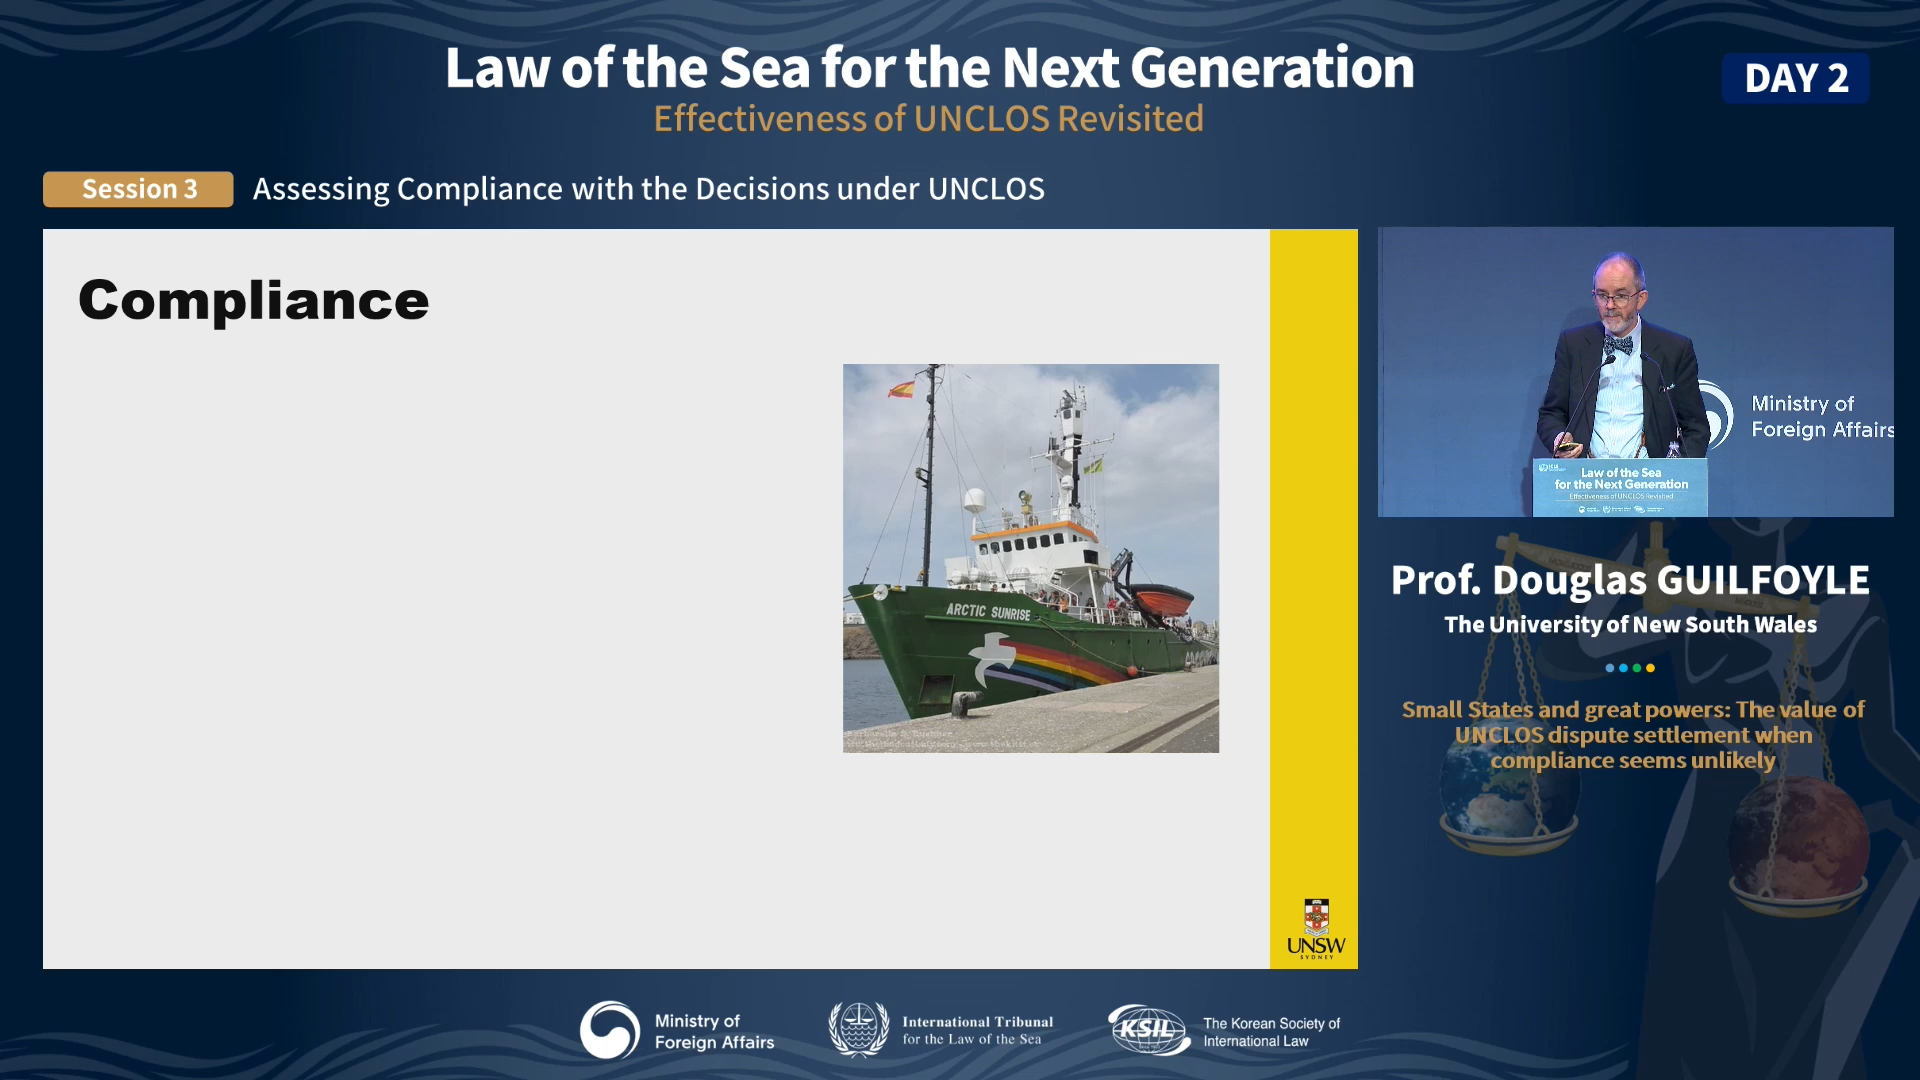 Law of the Sea for the Next Generation
Effectiveness of UNCLOS Revisited
DAY 2
Session 3
Assessing Compliance with the Decisions under UNCLOS
Compliance
ARCTIC SUNRISE
UNSW
SYDNEY
Ministry of
Foreign Affairs
Law of the Sea
for the Next Generation
Effectiveness of UNCLOS Revisited
Prof. Douglas GUILFOYLE
The University of New South Wales
Small States and great powers: The value of
UNCLOS dispute settlement when
compliance seems unlikely
Ministry of
Foreign Affairs
International Tribunal
for the Law of the Sea
KSIL
The Korean Society of
International Law